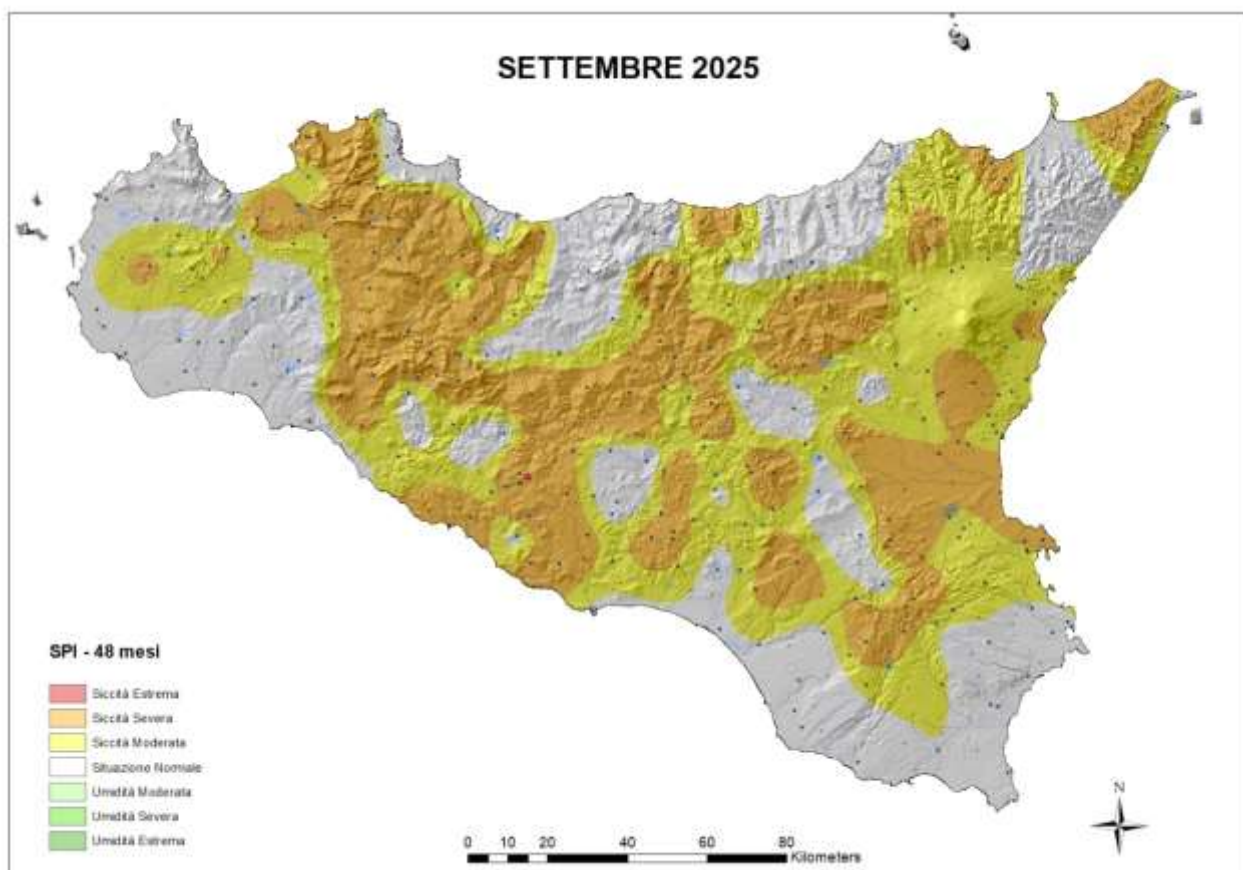 SETTEMBRE 2025
SPI - 48 mesi
Siccità Estrema
Siccità Severa
Siccità Moderata
Situazione Normale
Umidità Moderata
Umidità Severa
Umidità Estrema
N
0 10 20 40 60 80
Kilometers